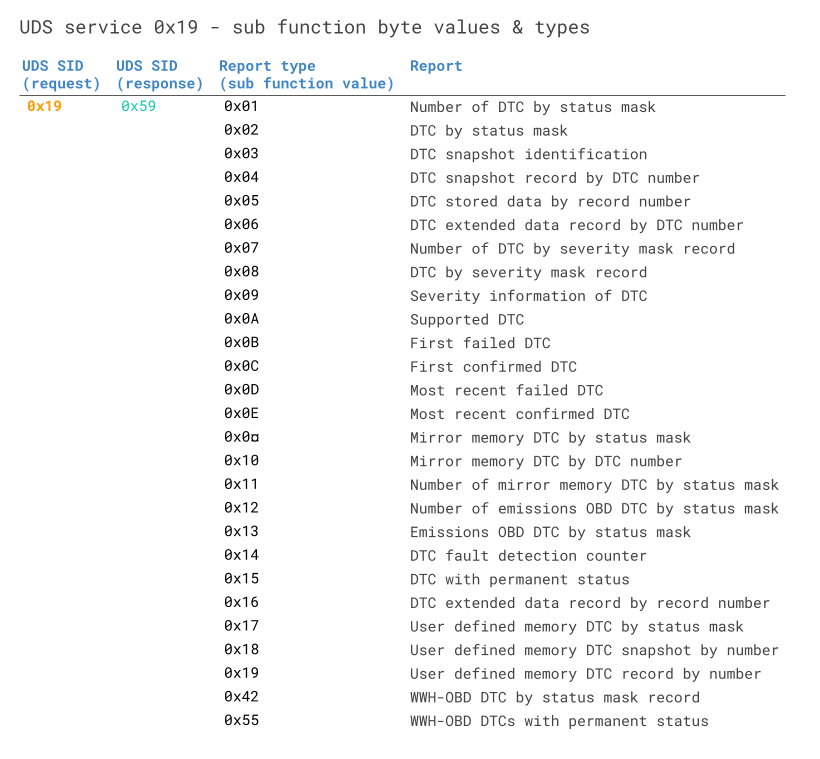 UDS service 0x19 - sub function byte values & types
UDS SID (request) UDS SID (response) Report type (sub function value) Report
0x19 0x59 0x01 Number of DTC by status mask
0x02 DTC by status mask
0x03 DTC snapshot identification
0x04 DTC snapshot record by DTC number
0x05 DTC stored data by record number
0x06 DTC extended data record by DTC number
0x07 Number of DTC by severity mask record
0x08 DTC by severity mask record
0x09 Severity information of DTC
0x0A Supported DTC
0x0B First failed DTC
0x0C First confirmed DTC
0x0D Most recent failed DTC
0x0E Most recent confirmed DTC
0x0¤ Mirror memory DTC by status mask
0x10 Mirror memory DTC by DTC number
0x11 Number of mirror memory DTC by status mask
0x12 Number of emissions OBD DTC by status mask
0x13 Emissions OBD DTC by status mask
0x14 DTC fault detection counter
0x15 DTC with permanent status
0x16 DTC extended data record by record number
0x17 User defined memory DTC by status mask
0x18 User defined memory DTC snapshot by number
0x19 User defined memory DTC record by number
0x42 WWH-OBD DTC by status mask record
0x55 WWH-OBD DTCs with permanent status